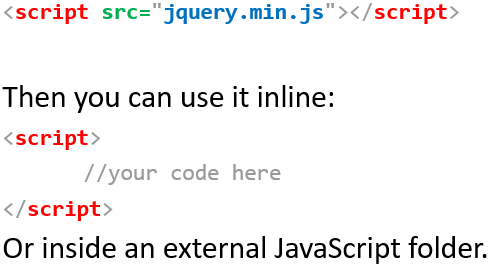 <script src="jquery.min.js"></script>
Then you can use it inline:
<script>
//your code here
</script>
Or inside an external JavaScript folder.